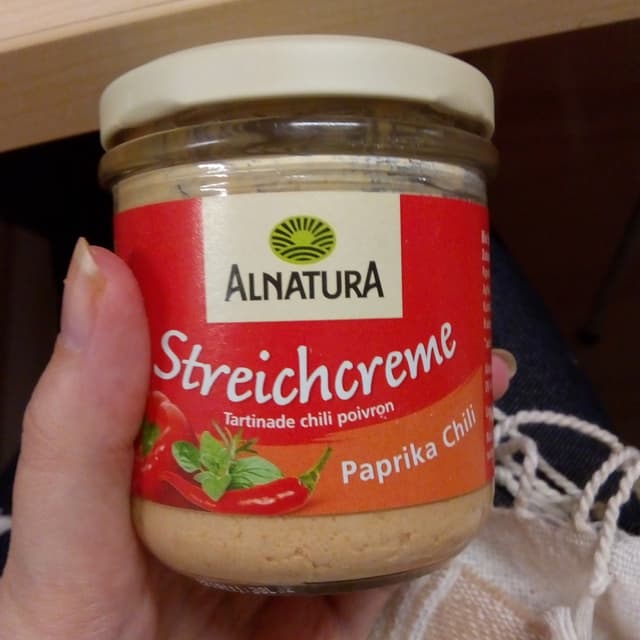 ALNATURA
Streichcreme
Tartinade chili poivron
Paprika Chili